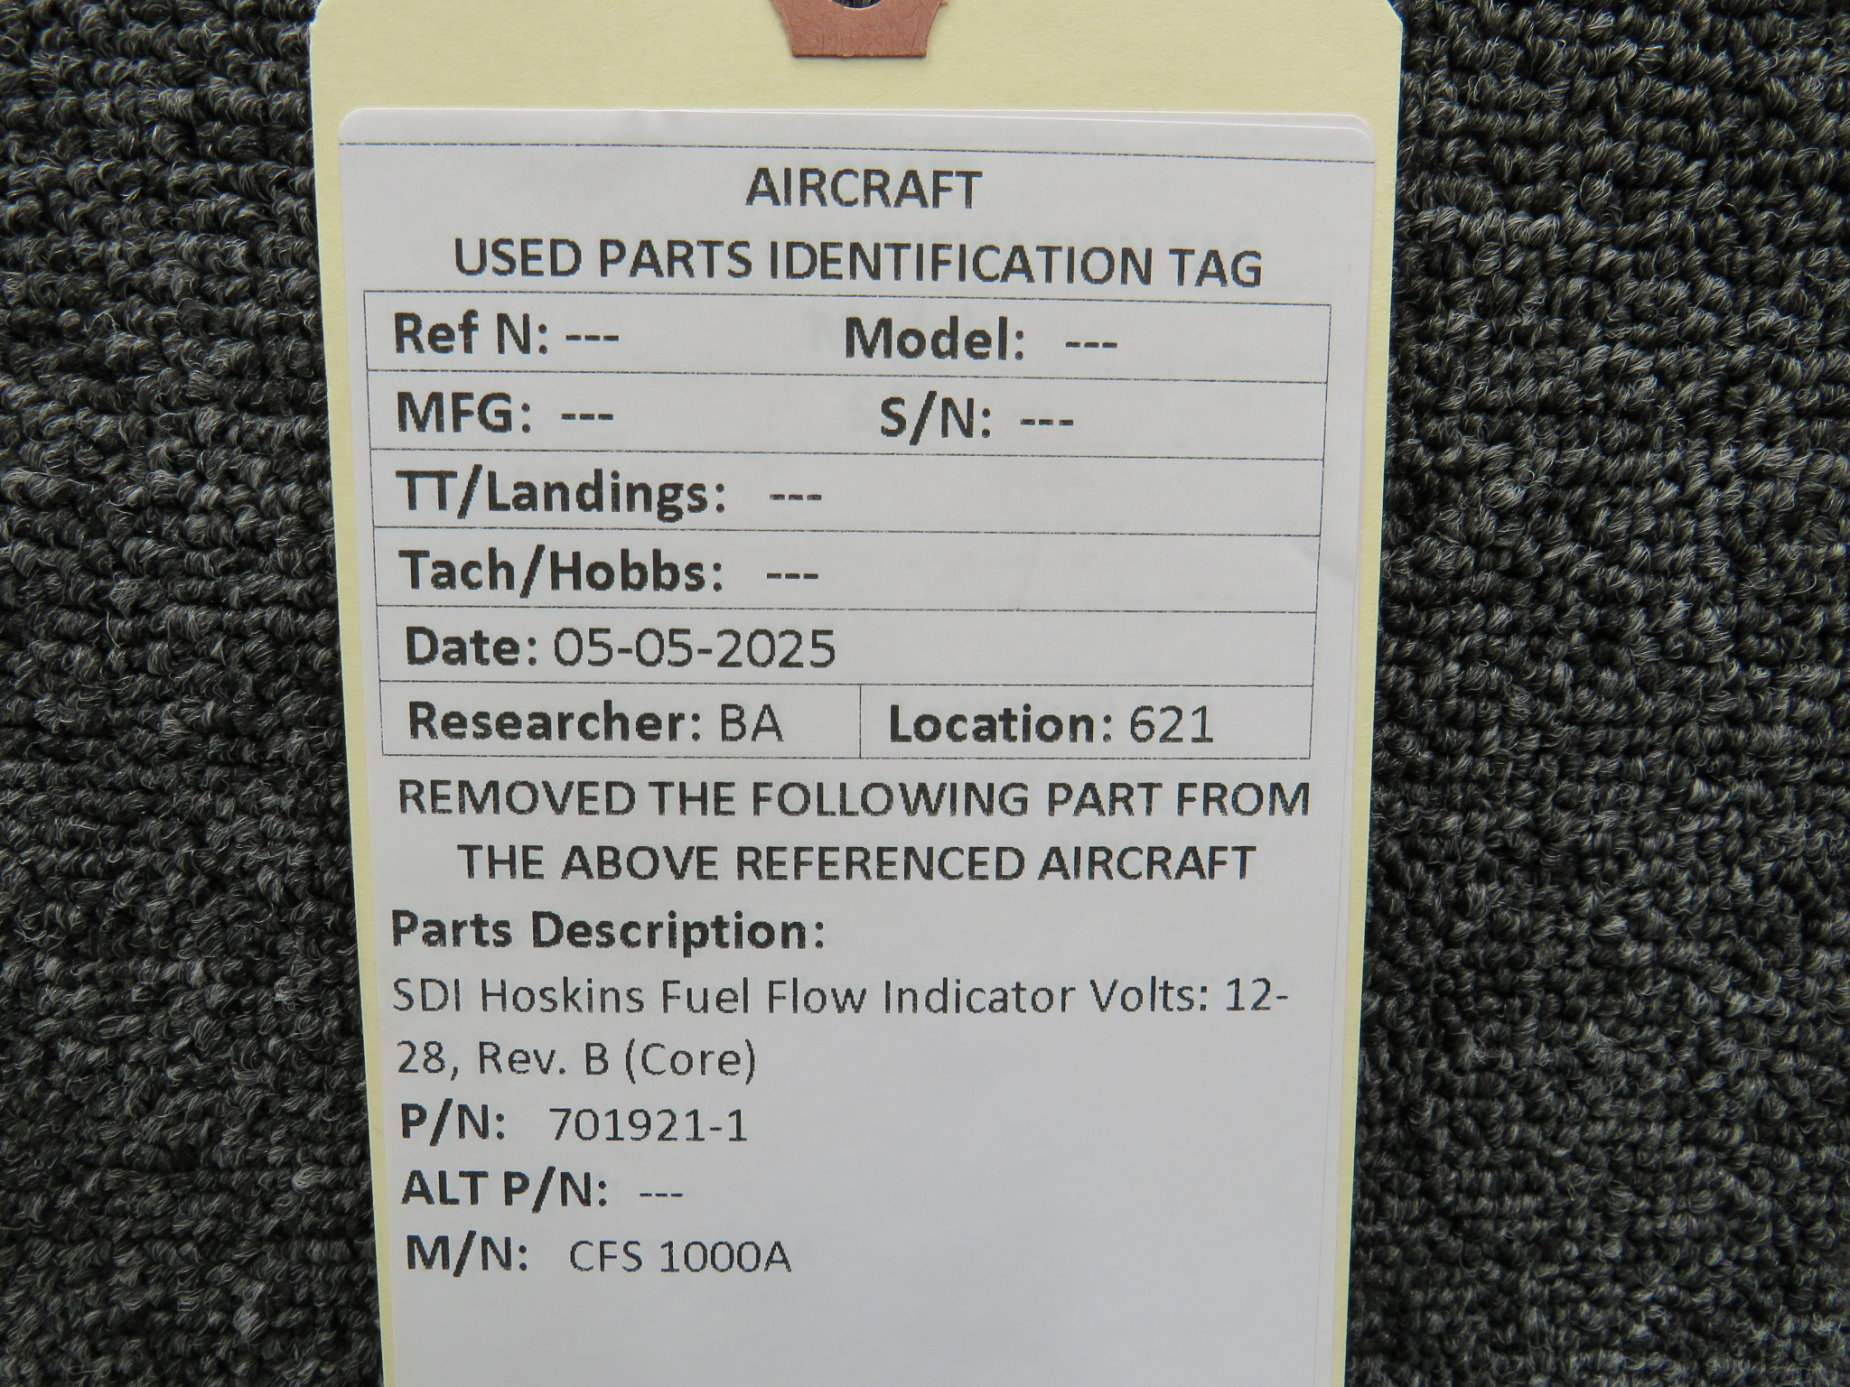 AIRCRAFT
USED PARTS IDENTIFICATION TAG
Ref N: --- Model: ---
MFG: --- S/N: ---
TT/Landings: ---
Tach/Hobbs: ---
Date: 05-05-2025
Researcher: BA Location: 621
REMOVED THE FOLLOWING PART FROM
THE ABOVE REFERENCED AIRCRAFT
Parts Description:
SDI Hoskins Fuel Flow Indicator Volts: 12-
28, Rev. B (Core)
P/N: 701921-1
ALT P/N: ---
M/N: CFS 1000A